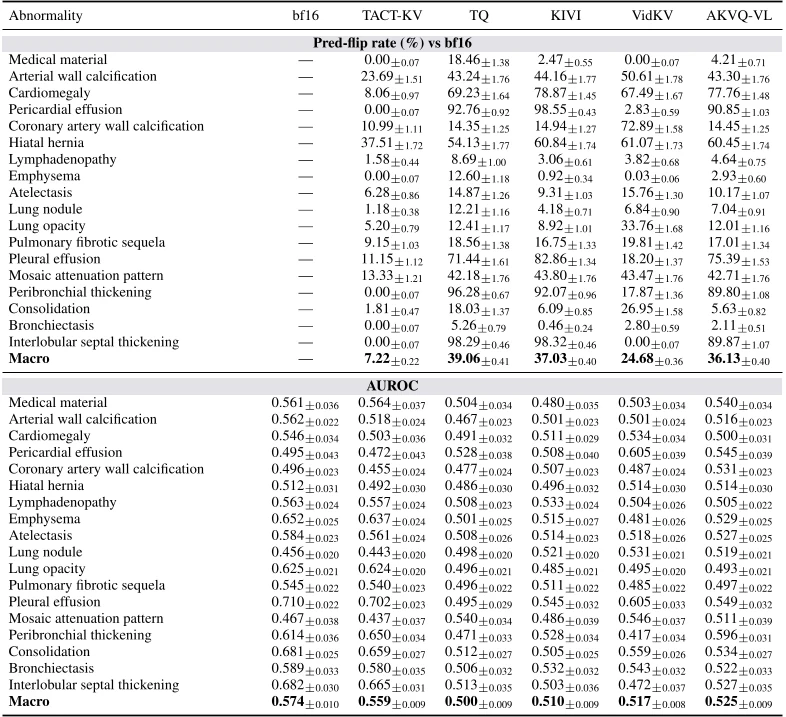 Abnormality bf16 TACT-KV TQ KIVI VidKV AKVQ-VL
Pred-flip rate (%) vs bf16
Medical material — 0.00±0.07 18.46±1.38 2.47±0.55 0.00±0.07 4.21±0.71
Arterial wall calcification — 23.69±1.51 43.24±1.76 44.16±1.77 50.61±1.78 43.30±1.76
Cardiomegaly — 8.06±0.97 69.23±1.64 78.87±1.45 67.49±1.67 77.76±1.48
Pericardial effusion — 0.00±0.07 92.76±0.92 98.55±0.43 2.83±0.59 90.85±1.03
Coronary artery wall calcification — 10.99±1.11 14.35±1.25 14.94±1.27 72.89±1.58 14.45±1.25
Hiatal hernia — 37.51±1.72 54.13±1.77 60.84±1.74 61.07±1.73 60.45±1.74
Lymphadenopathy — 1.58±0.44 8.69±1.00 3.06±0.61 3.82±0.68 4.64±0.75
Emphysema — 0.00±0.07 12.60±1.18 0.92±0.34 0.03±0.06 2.93±0.60
Atelectasis — 6.28±0.86 14.87±1.26 9.31±1.03 15.76±1.30 10.17±1.07
Lung nodule — 1.18±0.38 12.21±1.16 4.18±0.71 6.84±0.90 7.04±0.91
Lung opacity — 5.20±0.79 12.41±1.17 8.92±1.01 33.76±1.68 12.01±1.16
Pulmonary fibrotic sequela — 9.15±1.03 18.56±1.38 16.75±1.33 19.81±1.42 17.01±1.34
Pleural effusion — 11.15±1.12 71.44±1.61 82.86±1.34 18.20±1.37 75.39±1.53
Mosaic attenuation pattern — 13.33±1.21 42.18±1.76 43.80±1.76 43.47±1.76 42.71±1.76
Peribronchial thickening — 0.00±0.07 96.28±0.67 92.07±0.96 17.87±1.36 89.80±1.08
Consolidation — 1.81±0.47 18.03±1.37 6.09±0.85 26.95±1.58 5.63±0.82
Bronchiectasis — 0.00±0.07 5.26±0.79 0.46±0.24 2.80±0.59 2.11±0.51
Interlobular septal thickening — 0.00±0.07 98.29±0.46 98.32±0.46 0.00±0.07 89.87±1.07
Macro — 7.22±0.22 39.06±0.41 37.03±0.40 24.68±0.36 36.13±0.40
AUROC
Medical material 0.561±0.036 0.564±0.037 0.504±0.034 0.480±0.035 0.503±0.034 0.540±0.034
Arterial wall calcification 0.562±0.022 0.518±0.024 0.467±0.023 0.501±0.023 0.501±0.024 0.516±0.023
Cardiomegaly 0.546±0.034 0.503±0.036 0.491±0.032 0.511±0.029 0.534±0.034 0.500±0.031
Pericardial effusion 0.495±0.043 0.472±0.043 0.528±0.038 0.508±0.040 0.605±0.039 0.545±0.039
Coronary artery wall calcification 0.496±0.023 0.455±0.024 0.477±0.024 0.507±0.023 0.487±0.024 0.531±0.023
Hiatal hernia 0.512±0.031 0.492±0.030 0.486±0.030 0.496±0.032 0.514±0.030 0.514±0.030
Lymphadenopathy 0.563±0.024 0.557±0.024 0.508±0.023 0.533±0.024 0.504±0.026 0.505±0.022
Emphysema 0.652±0.025 0.637±0.024 0.501±0.025 0.515±0.027 0.481±0.026 0.529±0.025
Atelectasis 0.584±0.023 0.561±0.024 0.508±0.026 0.514±0.023 0.518±0.026 0.527±0.025
Lung nodule 0.456±0.020 0.443±0.020 0.498±0.020 0.521±0.020 0.531±0.021 0.519±0.021
Lung opacity 0.625±0.021 0.624±0.020 0.496±0.021 0.485±0.021 0.495±0.020 0.493±0.021
Pulmonary fibrotic sequela 0.545±0.022 0.540±0.023 0.496±0.022 0.511±0.022 0.485±0.022 0.497±0.022
Pleural effusion 0.710±0.022 0.702±0.023 0.495±0.029 0.545±0.032 0.605±0.033 0.549±0.032
Mosaic attenuation pattern 0.467±0.038 0.437±0.037 0.540±0.034 0.486±0.039 0.546±0.037 0.511±0.039
Peribronchial thickening 0.614±0.036 0.650±0.034 0.471±0.033 0.528±0.034 0.417±0.034 0.596±0.031
Consolidation 0.681±0.025 0.659±0.027 0.512±0.027 0.505±0.025 0.559±0.026 0.534±0.027
Bronchiectasis 0.589±0.033 0.580±0.035 0.506±0.032 0.532±0.032 0.543±0.032 0.522±0.033
Interlobular septal thickening 0.682±0.030 0.665±0.031 0.513±0.035 0.503±0.036 0.472±0.037 0.527±0.035
Macro 0.574±0.010 0.559±0.009 0.500±0.009 0.510±0.009 0.517±0.008 0.525±0.009